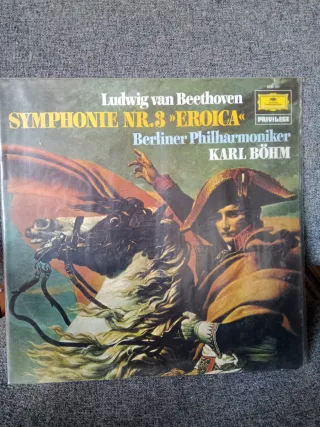 Ludwig van Beethoven
SYMPHONIE NR.3 »EROICA«
Berliner Philharmoniker
KARL BÖHM
PRIVILEGE